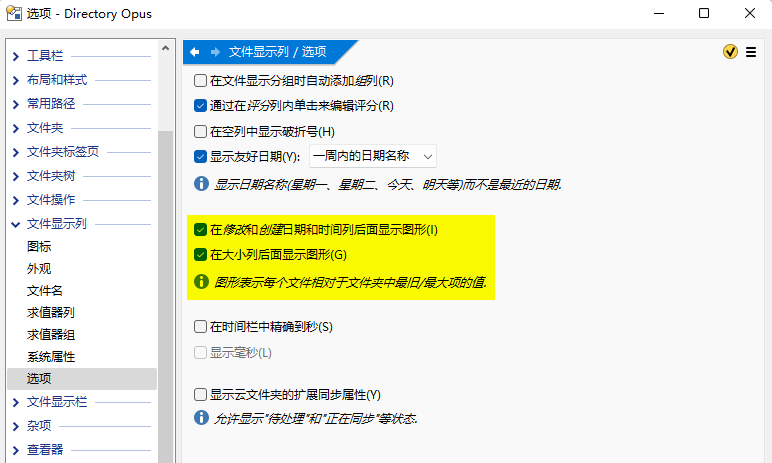 选项 - Directory Opus
工具栏
布局和样式
常用路径
文件夹
文件夹标签页
文件夹树
文件操作
文件显示列
图标
外观
文件名
求值器列
求值器组
系统属性
选项
文件显示栏
杂项
查看器
文件显示列 / 选项
在文件显示分组时自动添加组列(R)
通过在评分列内单击来编辑评分(R)
在空列中显示破折号(H)
显示友好日期(Y): 一周内的日期名称
显示日期名称(星期一、星期二、今天、明天等)而不是最近的日期.
在修改和创建日期和时间列后面显示图形(I)
在大小列后面显示图形(G)
图形表示每个文件相对于文件夹中最旧/最大项的值.
在时间栏中精确到秒(S)
显示毫秒(L)
显示云文件夹的扩展同步属性(Y)
允许显示"待处理"和"正在同步"等状态.